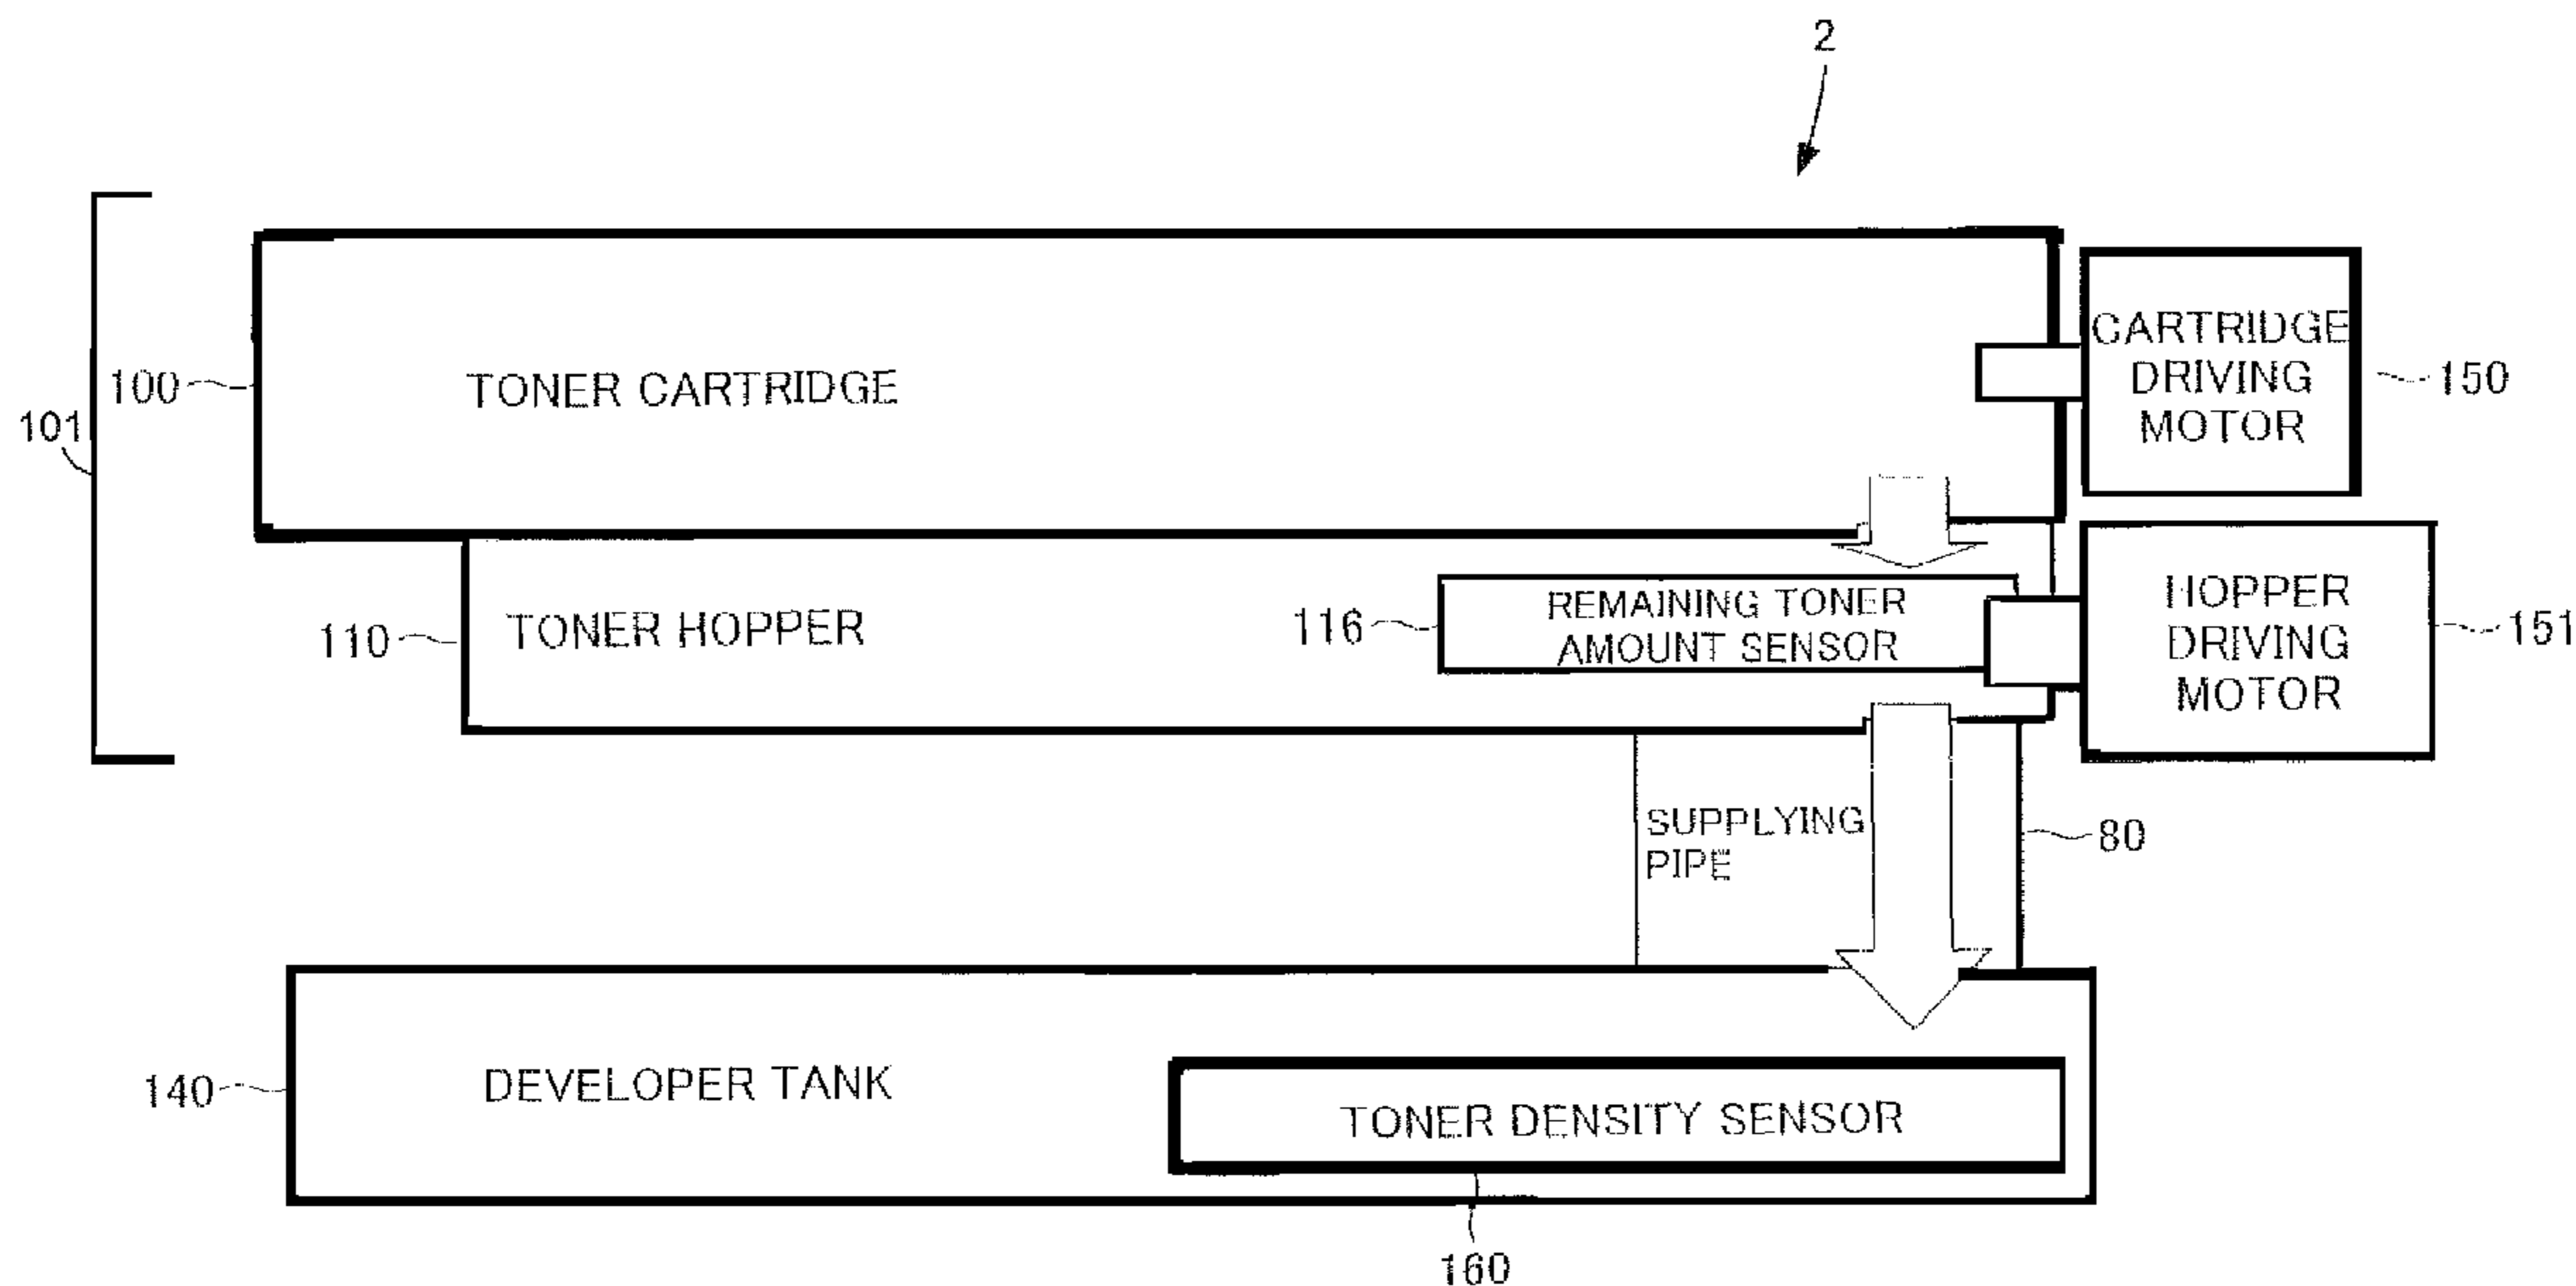 2
CARTRIDGE
DRIVING
MOTOR
150
100
TONER CARTRIDGE
101
HOPPER
DRIVING
MOTOR
151
110
TONER HOPPER
116
REMAINING TONER
AMOUNT SENSOR
SUPPLYING
PIPE
80
140
DEVELOPER TANK
TONER DENSITY SENSOR
160